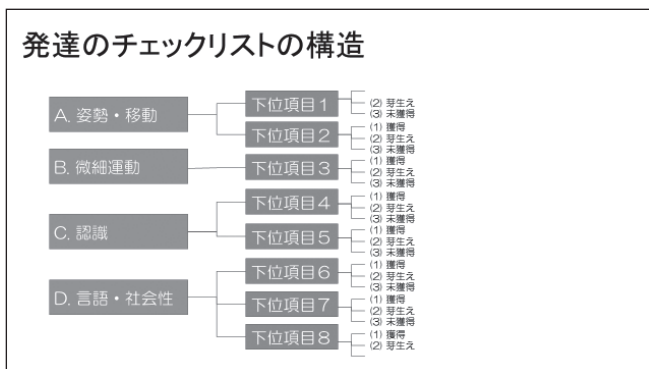 発達のチェックリストの構造
A. 姿勢・移動
下位項目1
(2) 芽生え
(3) 未獲得
下位項目2
(1) 獲得
(2) 芽生え
(3) 未獲得
B. 微細運動
下位項目3
(1) 獲得
(2) 芽生え
(3) 未獲得
C. 認識
下位項目4
(1) 獲得
(2) 芽生え
(3) 未獲得
下位項目5
(1) 獲得
(2) 芽生え
(3) 未獲得
D. 言語・社会性
下位項目6
(1) 獲得
(2) 芽生え
(3) 未獲得
下位項目7
(1) 獲得
(2) 芽生え
(3) 未獲得
下位項目8
(1) 獲得
(2) 芽生え